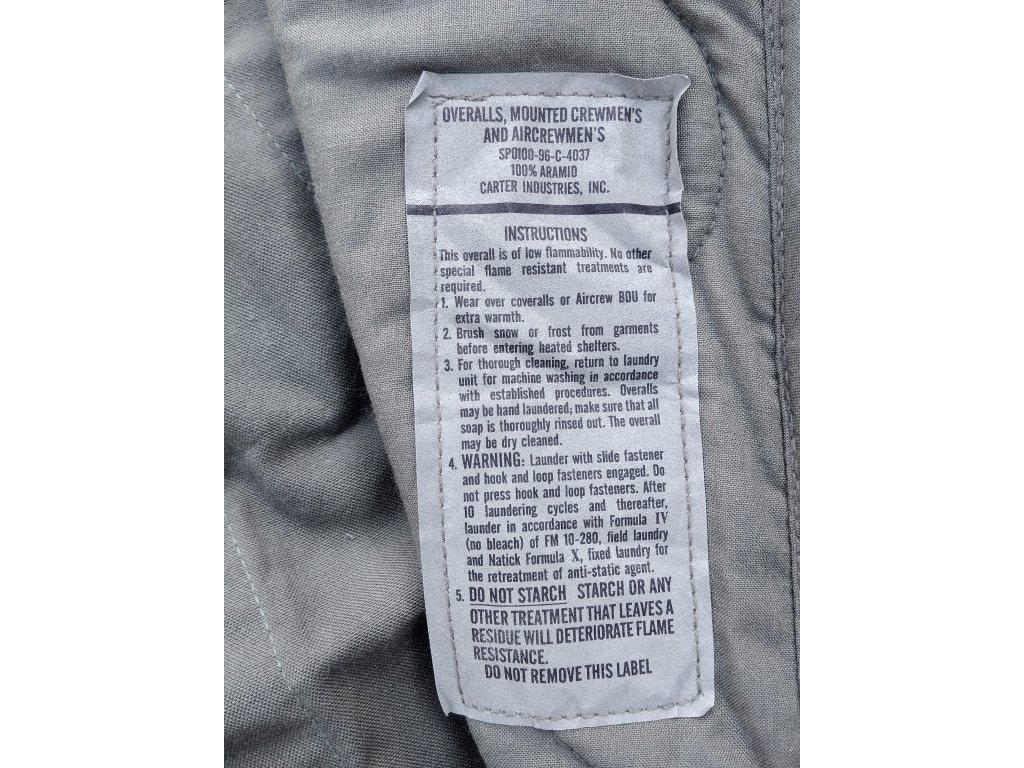 OVERALLS, MOUNTED CREWMEN'S
AND AIRCREWMEN'S
SPO100-96-C-4037
100% ARAMID
CARTER INDUSTRIES, INC.
INSTRUCTIONS
This overall is of low flammability. No other
special flame resistant treatments are
required.
1. Wear over coveralls or Aircrew BDU for
extra warmth.
2. Brush snow or frost from garments
before entering heated shelters.
3. For thorough cleaning, return to laundry
unit for machine washing in accordance
with established procedures. Overalls
may be hand laundered; make sure that all
soap is thoroughly rinsed out. The overall
may be dry cleaned.
4. WARNING: Launder with slide fastener
and hook and loop fasteners engaged. Do
not press hook and loop fasteners. After
10 laundering cycles and thereafter,
launder in accordance with Formula IV
(no bleach) of FM 10-280, field laundry
and Natick Formula X, fixed laundry for
the retreatment of anti-static agent.
5. DO NOT STARCH STARCH OR ANY
OTHER TREATMENT THAT LEAVES A
RESIDUE WILL DETERIORATE FLAME
RESISTANCE.
DO NOT REMOVE THIS LABEL